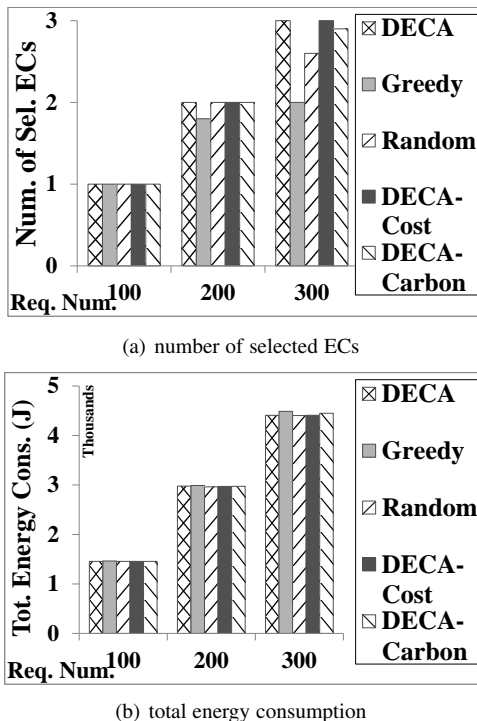 Num. of Sel. ECs
3
2
1
0
100 200 300
Req. Num.
DECA
Greedy
Random
DECA-
Cost
DECA-
Carbon
(a) number of selected ECs
Tot. Energy Cons. (J)
Thousands
5
4
3
2
1
0
100 200 300
Req. Num.
DECA
Greedy
Random
DECA-
Cost
DECA-
Carbon
(b) total energy consumption